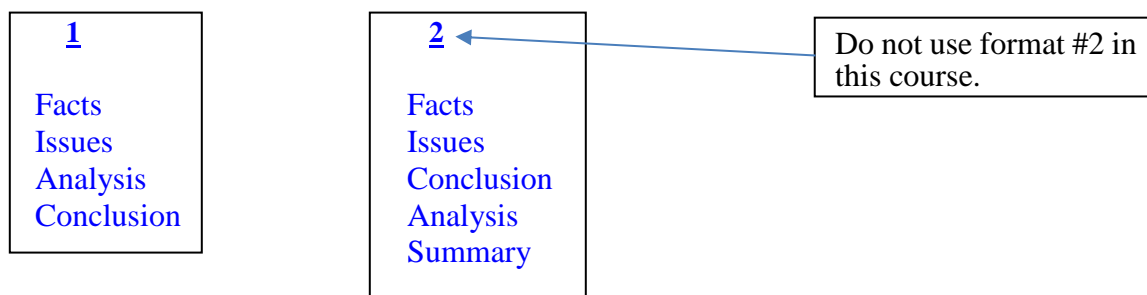 1
Facts
Issues
Analysis
Conclusion
2
Facts
Issues
Conclusion
Analysis
Summary
Do not use format #2 in
this course.